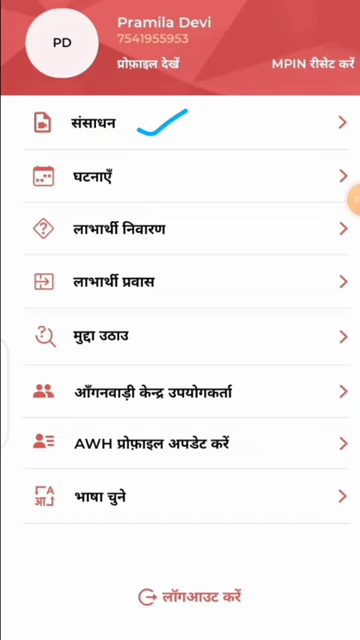 PD
Pramila Devi
7541955953
प्रोफ़ाइल देखें
MPIN रीसेट करें
संसाधन
घटनाएँ
लाभार्थी निवारण
लाभार्थी प्रवास
मुद्दा उठाउ
आँगनवाड़ी केन्द्र उपयोगकर्ता
AWH प्रोफ़ाइल अपडेट करें
भाषा चुने
लॉगआउट करें